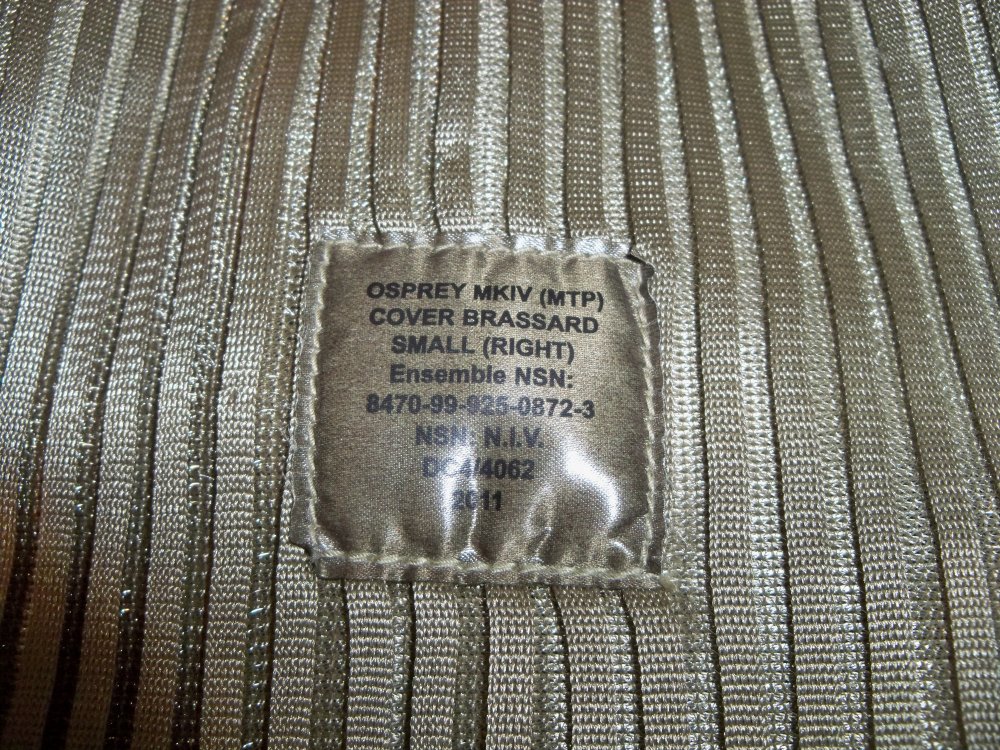 OSPREY MKIV (MTP)
COVER BRASSARD
SMALL (RIGHT)
Ensemble NSN:
8470-99-925-0872-3
NSN: N.I.V.
DC4/4062
2011